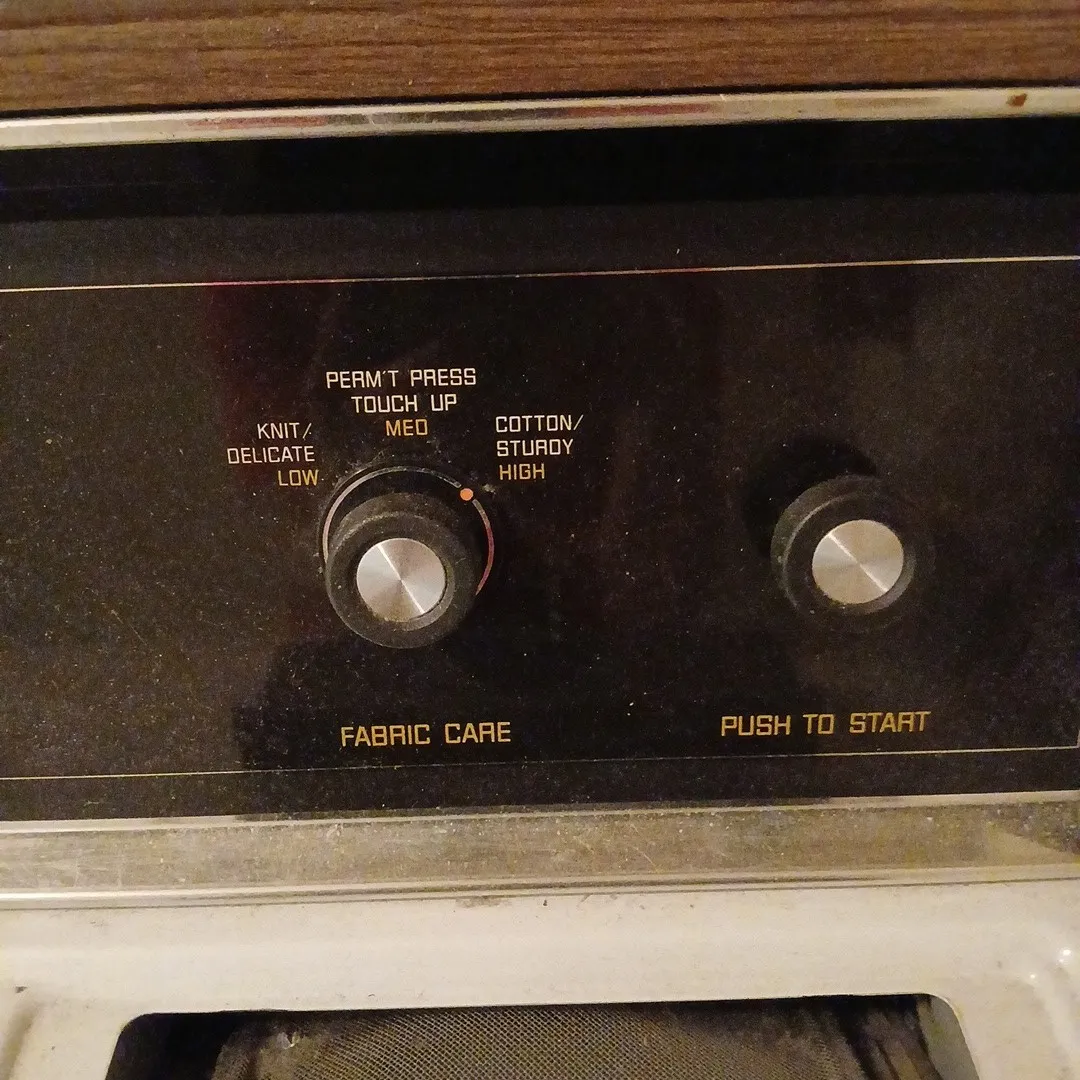 PERM'T PRESS
TOUCH UP
MED
KNIT/
DELICATE
LOW
COTTON/
STURDY
HIGH
FABRIC CARE
PUSH TO START